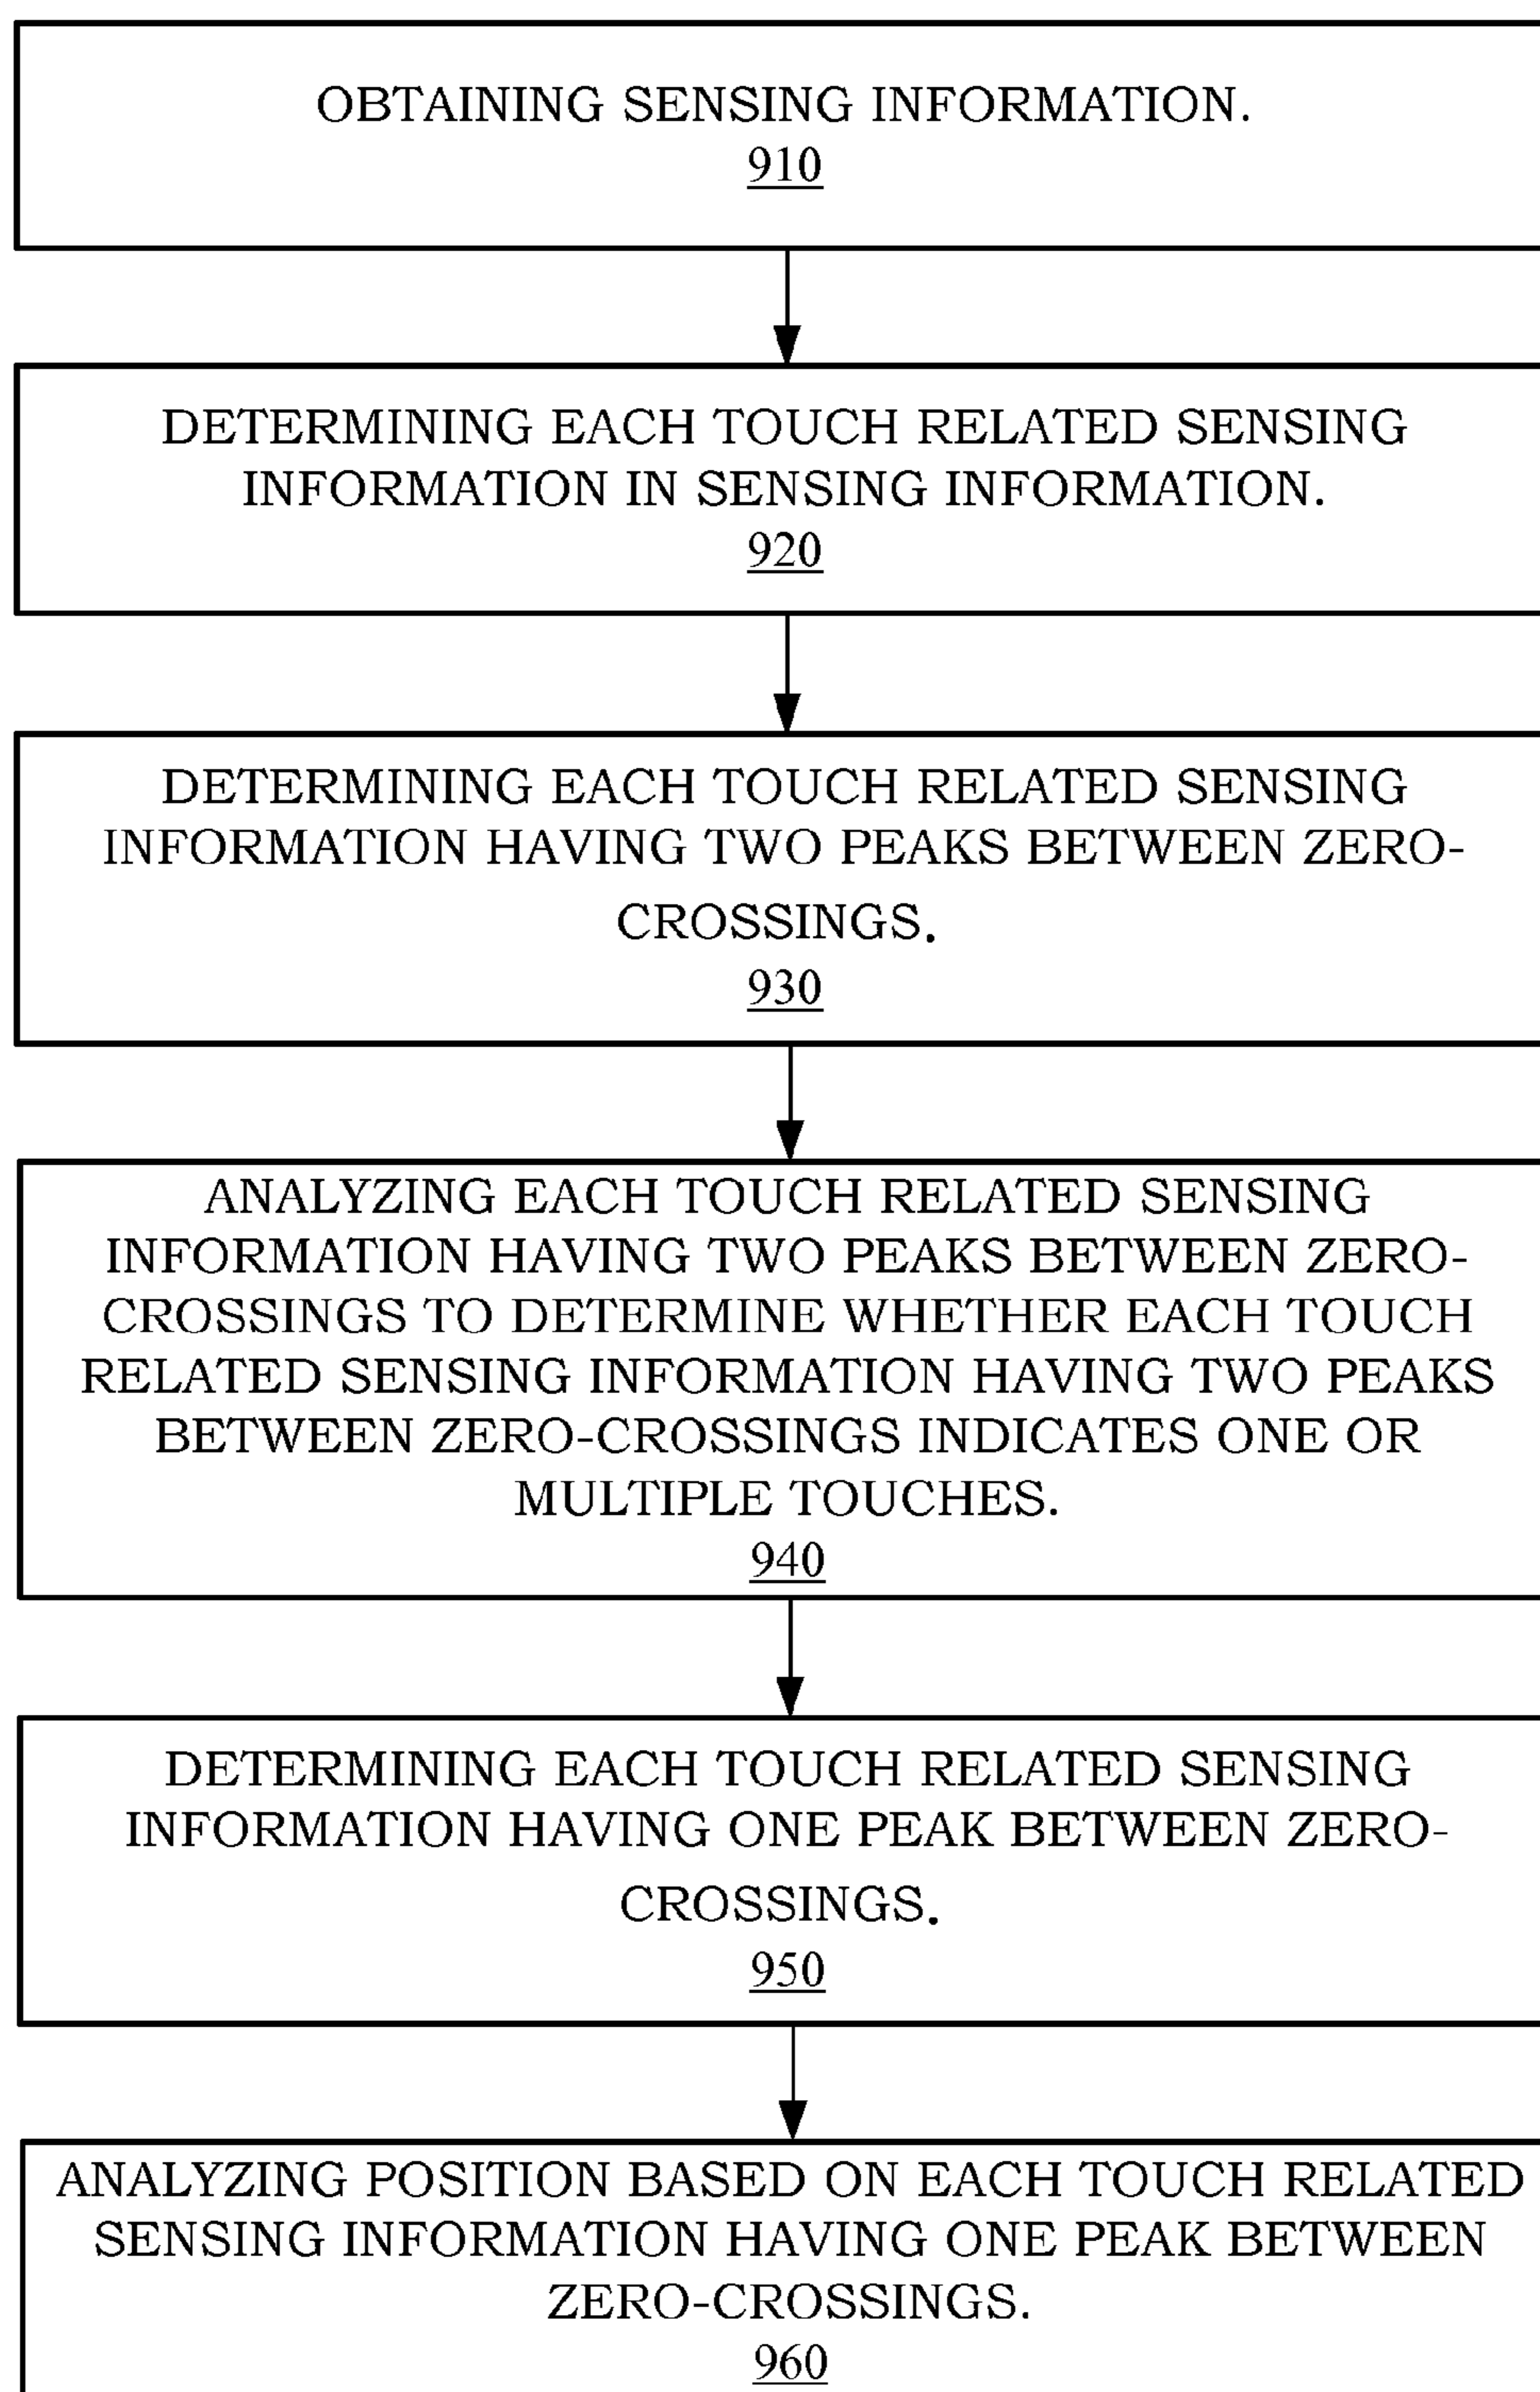 OBTAINING SENSING INFORMATION.
910
DETERMINING EACH TOUCH RELATED SENSING
INFORMATION IN SENSING INFORMATION.
920
DETERMINING EACH TOUCH RELATED SENSING
INFORMATION HAVING TWO PEAKS BETWEEN ZERO-
CROSSINGS.
930
ANALYZING EACH TOUCH RELATED SENSING
INFORMATION HAVING TWO PEAKS BETWEEN ZERO-
CROSSINGS TO DETERMINE WHETHER EACH TOUCH
RELATED SENSING INFORMATION HAVING TWO PEAKS
BETWEEN ZERO-CROSSINGS INDICATES ONE OR
MULTIPLE TOUCHES.
940
DETERMINING EACH TOUCH RELATED SENSING
INFORMATION HAVING ONE PEAK BETWEEN ZERO-
CROSSINGS.
950
ANALYZING POSITION BASED ON EACH TOUCH RELATED
SENSING INFORMATION HAVING ONE PEAK BETWEEN
ZERO-CROSSINGS.
960